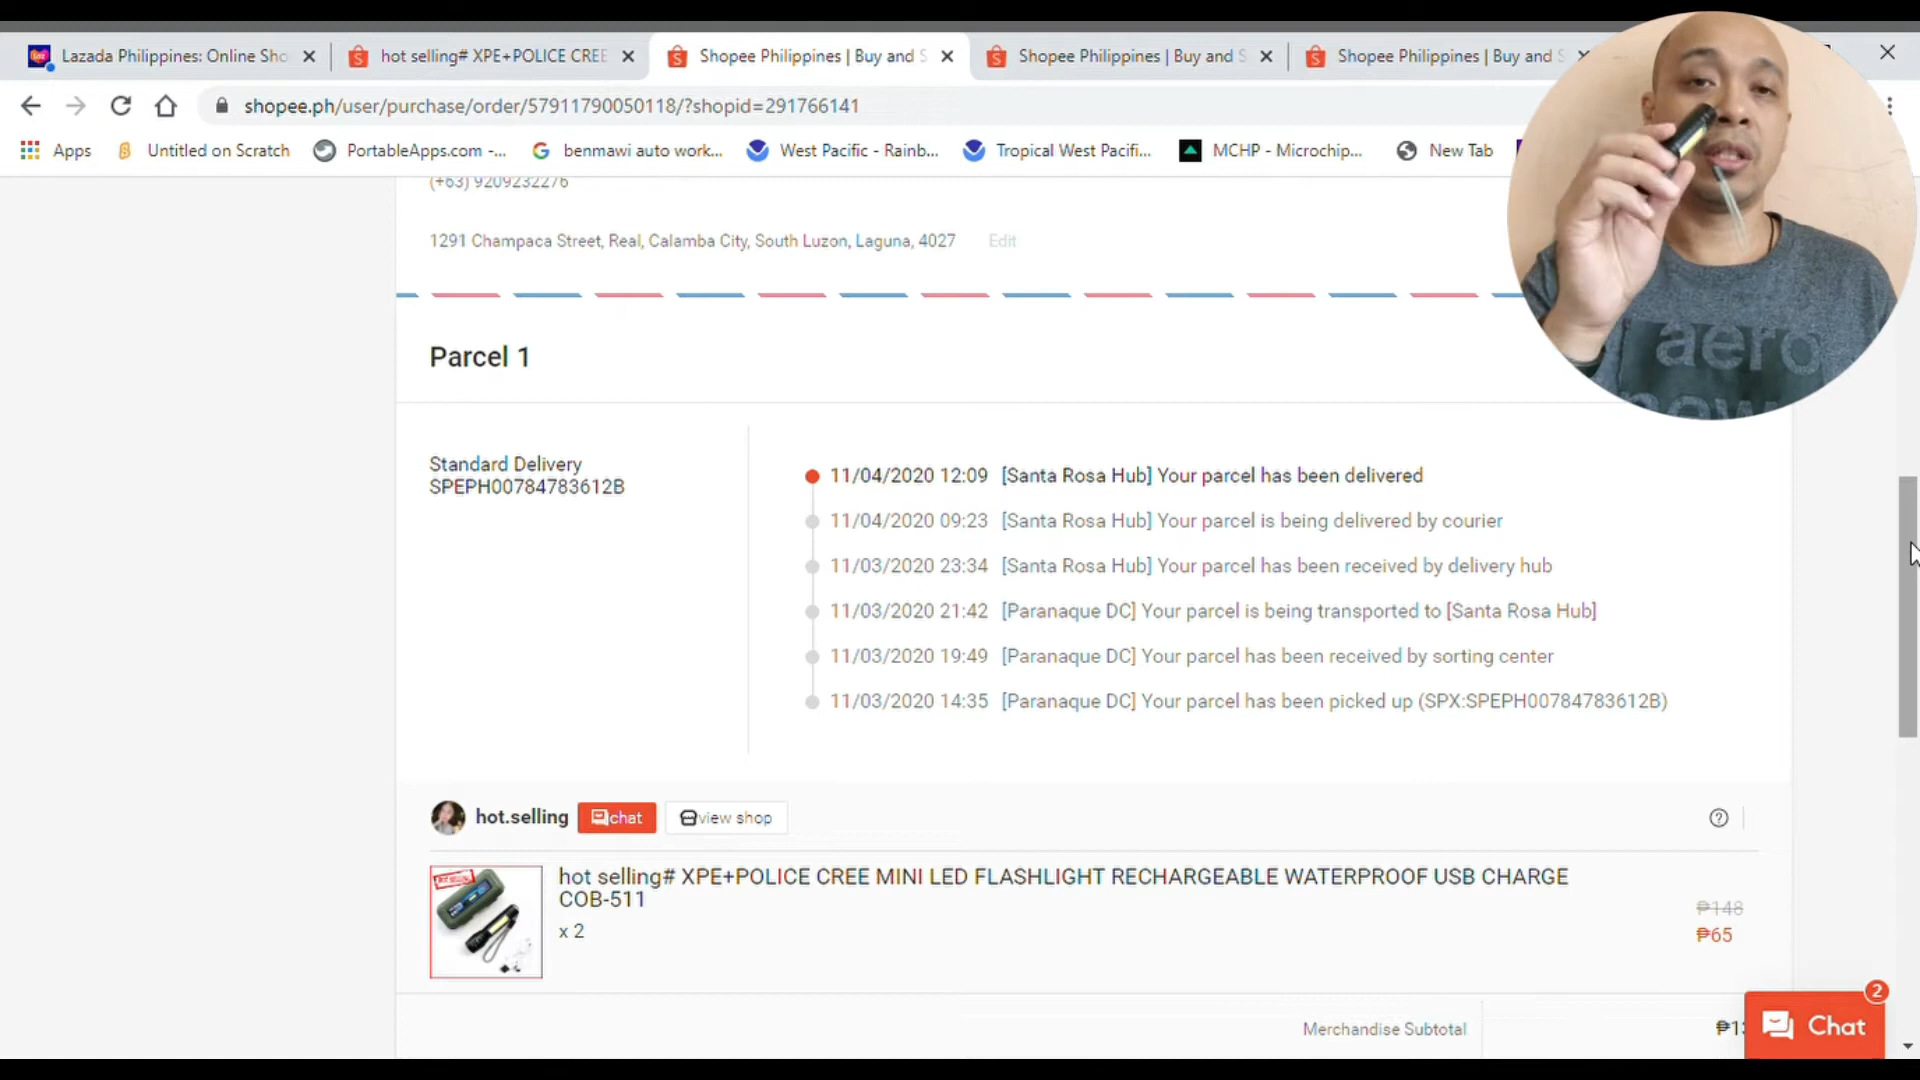 Lazada Philippines: Online Sho
hot selling# XPE+POLICE CREE
Shopee Philippines | Buy and S
Shopee Philippines | Buy and S
Shopee Philippines | Buy and S
shopee.ph/user/purchase/order/57911790050118/?shopid=291766141
Apps
Untitled on Scratch
PortableApps.com -...
benmawi auto work...
West Pacific - Rainb...
Tropical West Pacifi...
MCHP - Microchip...
New Tab
(+63) 9209232276
1291 Champaca Street, Real, Calamba City, South Luzon, Laguna, 4027 Edit
Parcel 1
Standard Delivery
SPEPH00784783612B
11/04/2020 12:09 [Santa Rosa Hub] Your parcel has been delivered
11/04/2020 09:23 [Santa Rosa Hub] Your parcel is being delivered by courier
11/03/2020 23:34 [Santa Rosa Hub] Your parcel has been received by delivery hub
11/03/2020 21:42 [Paranaque DC] Your parcel is being transported to [Santa Rosa Hub]
11/03/2020 19:49 [Paranaque DC] Your parcel has been received by sorting center
11/03/2020 14:35 [Paranaque DC] Your parcel has been picked up (SPX:SPEPH00784783612B)
hot.selling chat view shop
hot selling# XPE+POLICE CREE MINI LED FLASHLIGHT RECHARGEABLE WATERPROOF USB CHARGE
COB-511
x 2
₱148
₱65
Merchandise Subtotal
2
Chat
aero
new